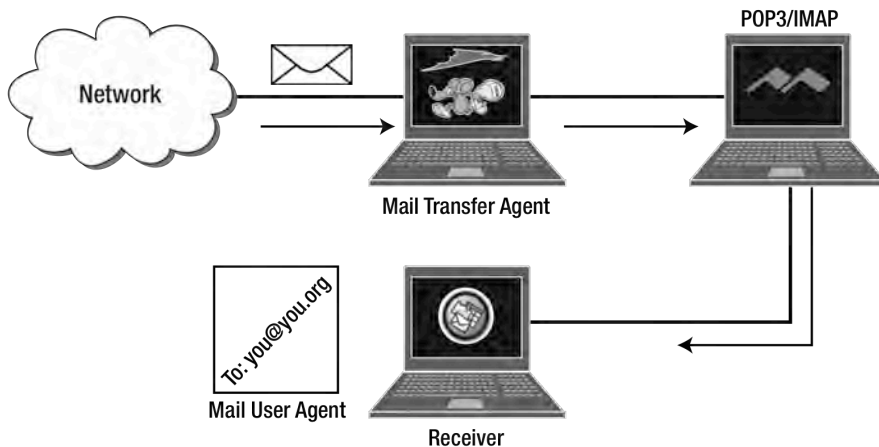 POP3/IMAP
Network
Mail Transfer Agent
To: you@you.org
Mail User Agent
Receiver